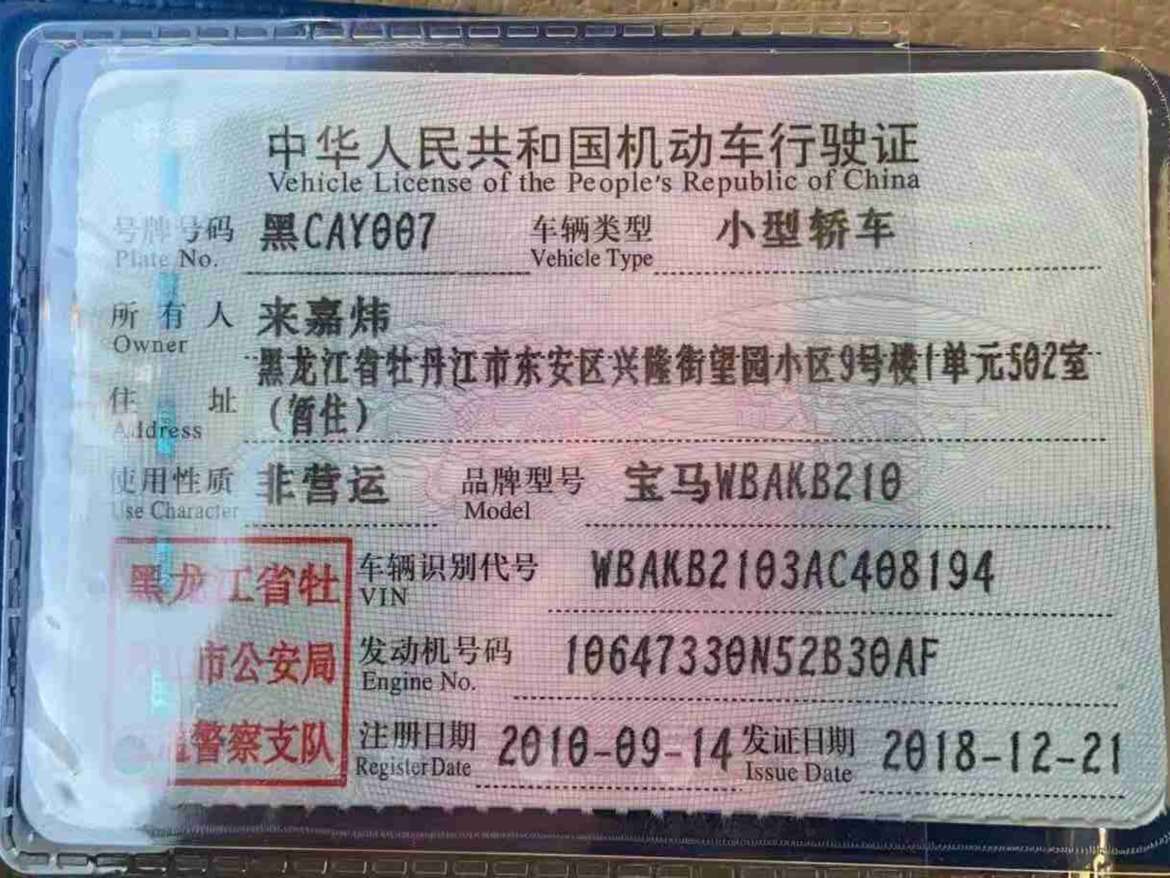 中华人民共和国机动车行驶证
Vehicle License of the People's Republic of China
号牌号码 黑CAY007 车辆类型 小型轿车
Plate No. Vehicle Type
所有人 来嘉炜
Owner
黑龙江省牡丹江市东安区兴隆街望园小区9号楼1单元502室
住址 (暂住)
Address
使用性质 非营运 品牌型号 宝马WBAKB210
Use Character Model
黑龙江省牡 车辆识别代号 WBAKB2103AC408194
VIN
市公安局 发动机号码 10647330N52B30AF
Engine No.
警察支队 注册日期 2010-09-14 发证日期 2018-12-21
Register Date Issue Date